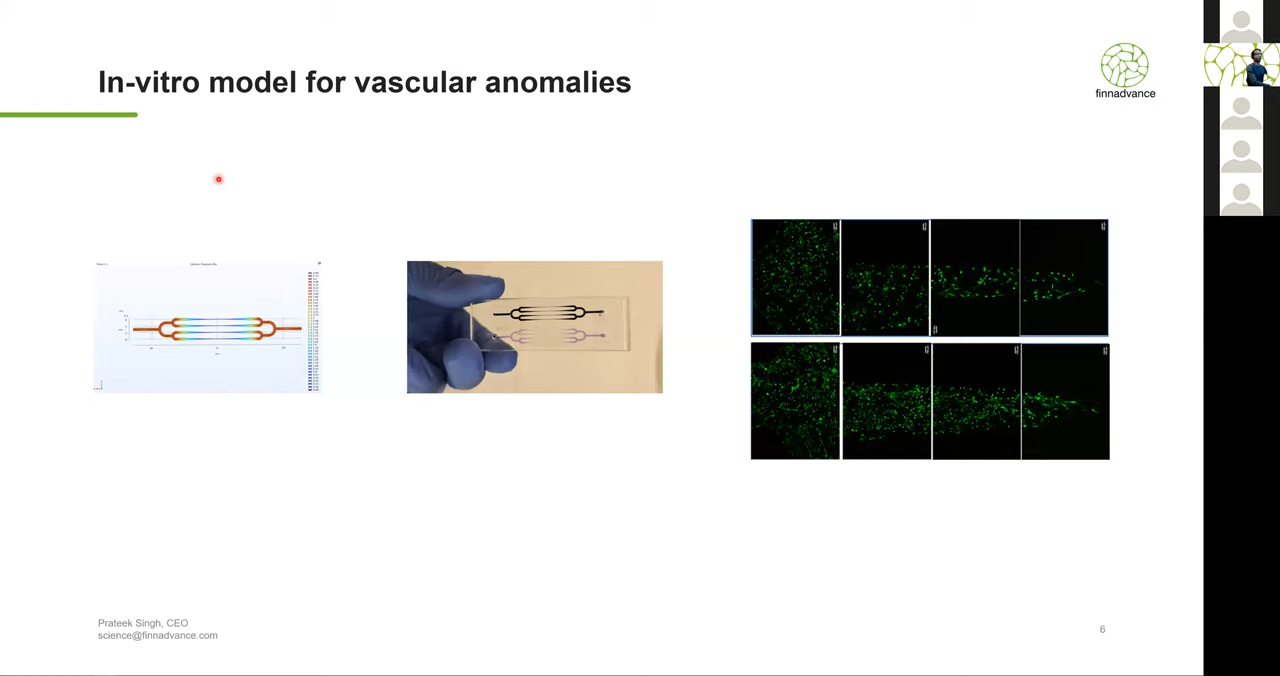 In-vitro model for vascular anomalies
finnadvance
Prateek Singh, CEO
science@finnadvance.com
6